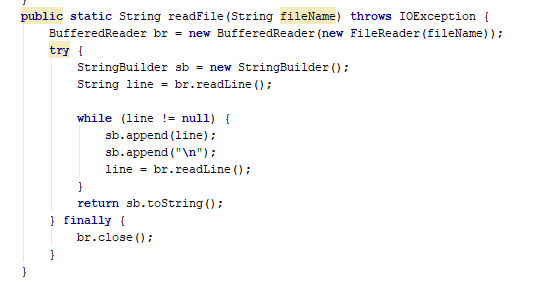 public static String readFile(String fileName) throws IOException {
    BufferedReader br = new BufferedReader(new FileReader(fileName));
    try {
        StringBuilder sb = new StringBuilder();
        String line = br.readLine();

        while (line != null) {
            sb.append(line);
            sb.append("\n");
            line = br.readLine();
        }
        return sb.toString();
    } finally {
        br.close();
    }
}